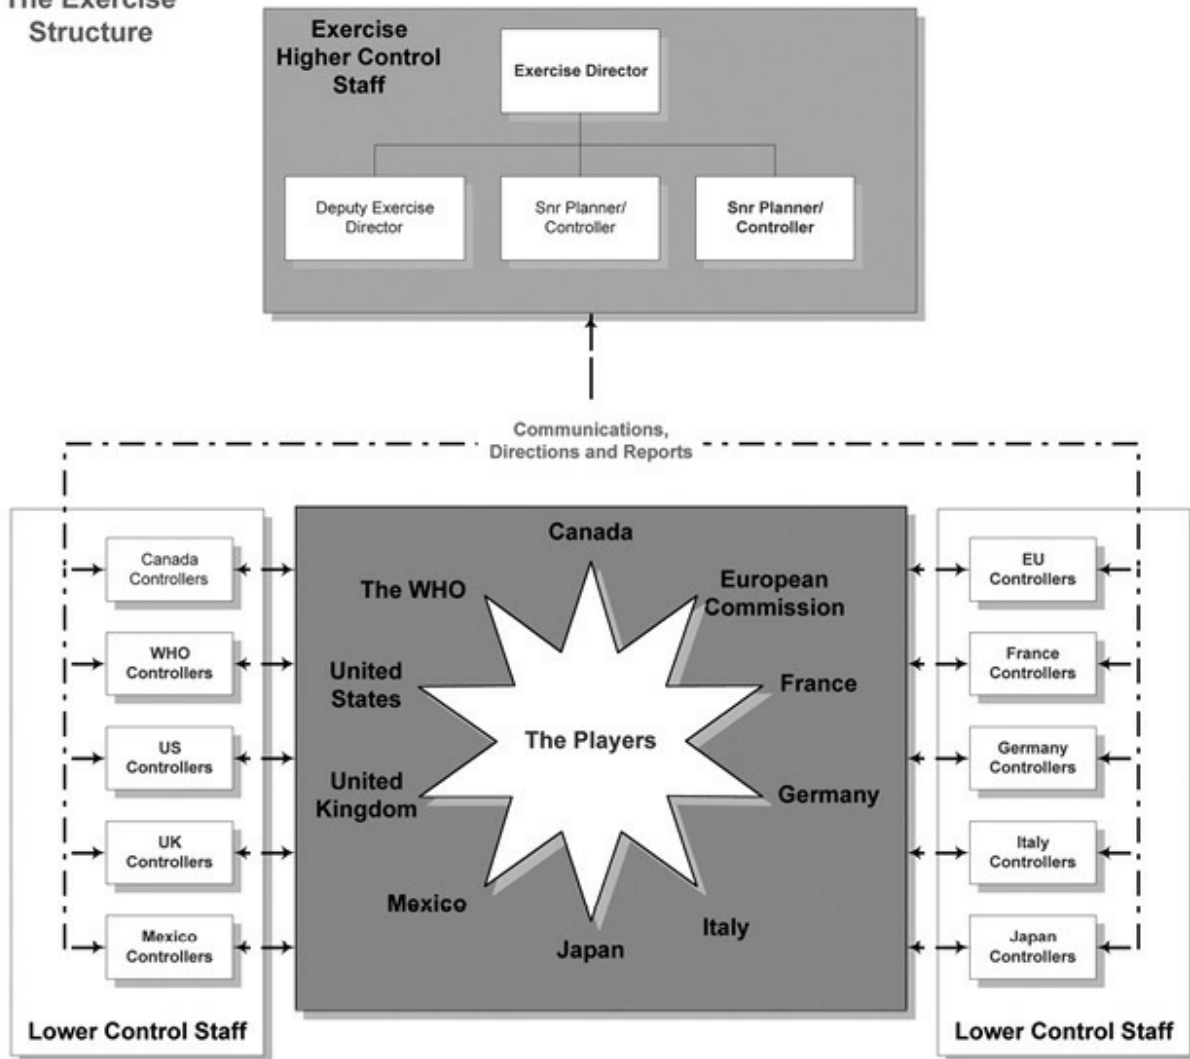 The Exercise
Structure
Exercise
Higher Control
Staff
Exercise Director
Deputy Exercise
Director
Snr Planner/
Controller
Snr Planner/
Controller
Communications,
Directions and Reports
Canada
Controllers
WHO
Controllers
US
Controllers
UK
Controllers
Mexico
Controllers
Lower Control Staff
Canada
The WHO
European
Commission
United
States
France
The Players
United
Kingdom
Germany
Mexico
Italy
Japan
EU
Controllers
France
Controllers
Germany
Controllers
Italy
Controllers
Japan
Controllers
Lower Control Staff